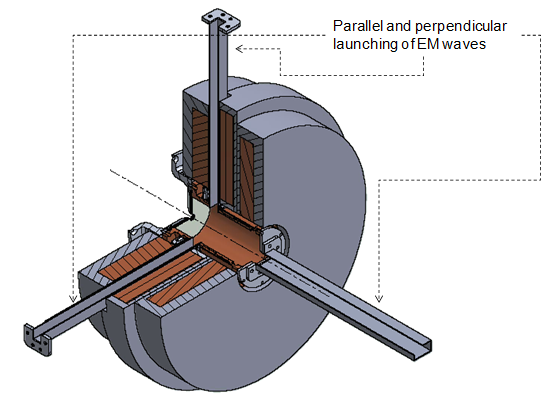 Parallel and perpendicular
launching of EM waves